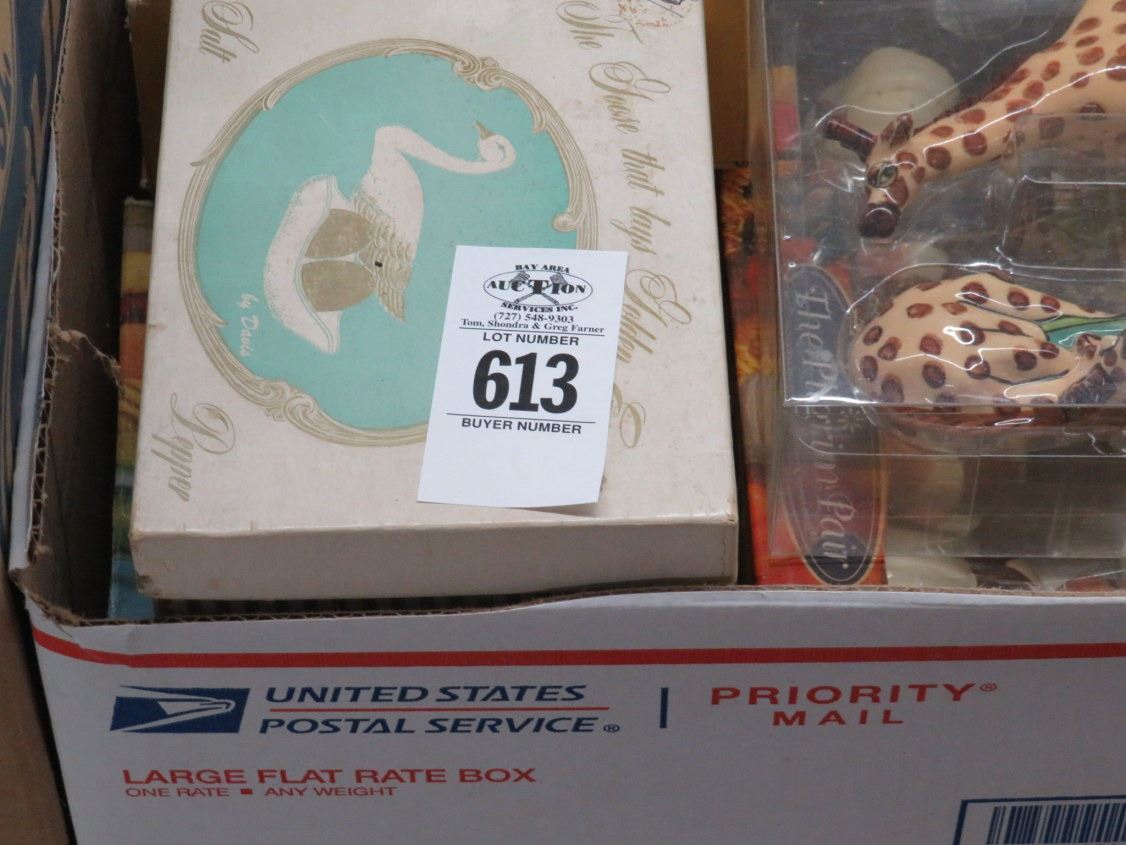 Salt
Pepper
The Goose that lays Golden
by Davis
BAY AREA
AUCTION
SERVICES INC.
(727) 548-9303
Tom, Shondra & Greg Farner
LOT NUMBER
613
BUYER NUMBER
UNITED STATES
POSTAL SERVICE®
PRIORITY®
MAIL
LARGE FLAT RATE BOX
ONE RATE ■ ANY WEIGHT